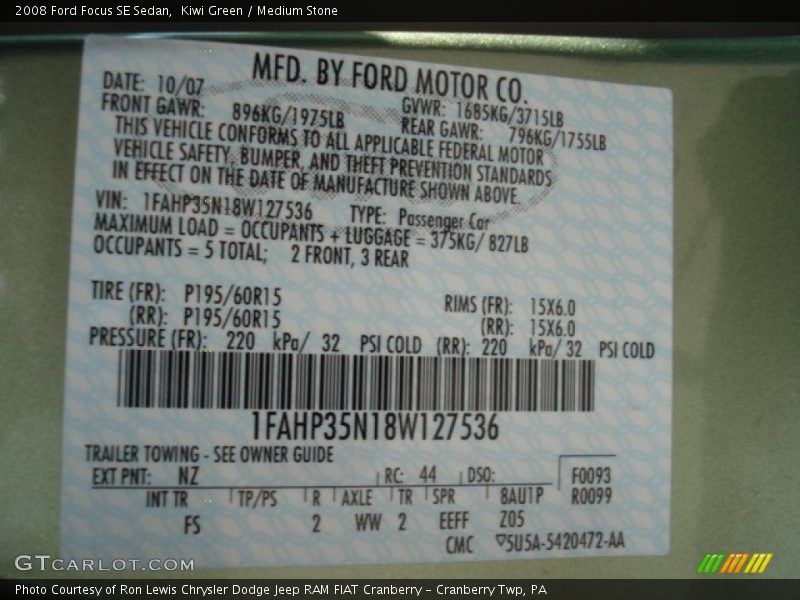 2008 Ford Focus SE Sedan,  Kiwi Green / Medium Stone
MFD. BY FORD MOTOR CO.
DATE: 10/07
GVWR: 1685KG/3715LB
FRONT GAWR: 896KG/1975LB
REAR GAWR: 796KG/1755LB
THIS VEHICLE CONFORMS TO ALL APPLICABLE FEDERAL MOTOR
VEHICLE SAFETY, BUMPER, AND THEFT PREVENTION STANDARDS
IN EFFECT ON THE DATE OF MANUFACTURE SHOWN ABOVE.
VIN: 1FAHP35N18W127536 TYPE: Passenger Car
MAXIMUM LOAD = OCCUPANTS + LUGGAGE = 375KG/ 827LB
OCCUPANTS = 5 TOTAL; 2 FRONT, 3 REAR
TIRE (FR): P195/60R15 RIMS (FR): 15X6.0
(RR): P195/60R15 (RR): 15X6.0
PRESSURE (FR): 220 kPa/ 32 PSI COLD (RR): 220 kPa/ 32 PSI COLD
1FAHP35N18W127536
TRAILER TOWING - SEE OWNER GUIDE
EXT PNT: NZ RC: 44 DSO: F0093
INT TR TP/PS R AXLE TR SPR 8AU1P R0099
FS 2 WW 2 EEFF Z05
CMC ▽5U5A-5420472-AA
GTCARLOT.COM
Photo Courtesy of Ron Lewis Chrysler Dodge Jeep RAM FIAT Cranberry – Cranberry Twp, PA